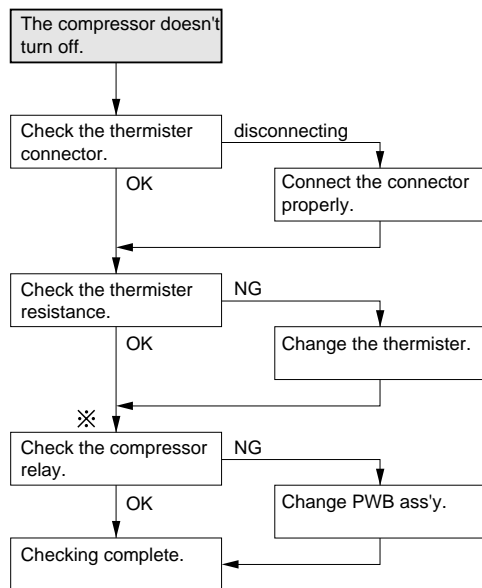 The compressor doesn't
turn off.
Check the thermister
connector.
disconnecting
OK
Connect the connector
properly.
Check the thermister
resistance.
NG
OK
Change the thermister.
※
Check the compressor
relay.
NG
OK
Change PWB ass'y.
Checking complete.